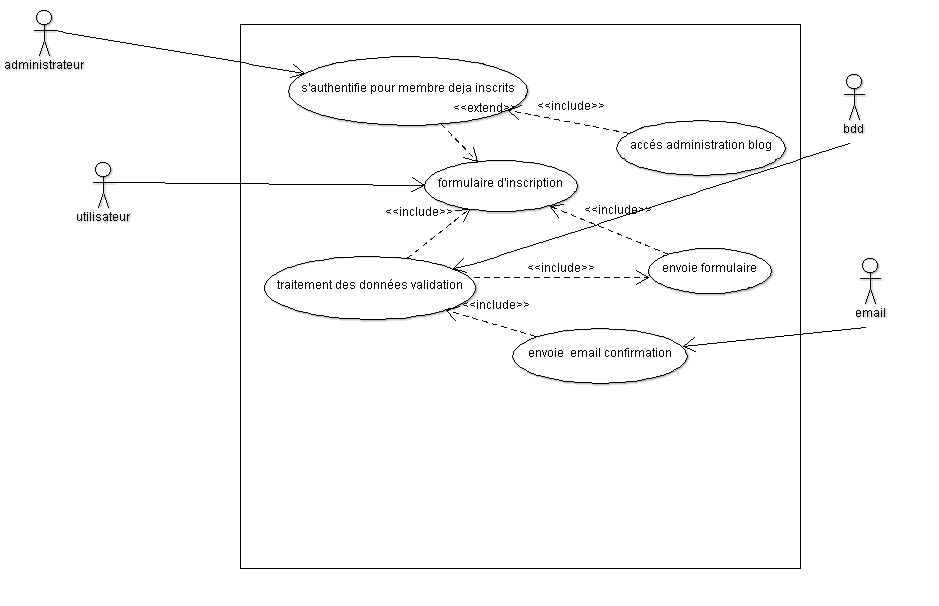 administrateur
s'authentifie pour membre deja inscrits
<<extend>>
<<include>>
bdd
accés administration blog
formulaire d'inscription
utilisateur
<<include>>
<<include>>
<<include>>
envoie formulaire
traitement des données validation
<<include>>
email
envoie  email confirmation